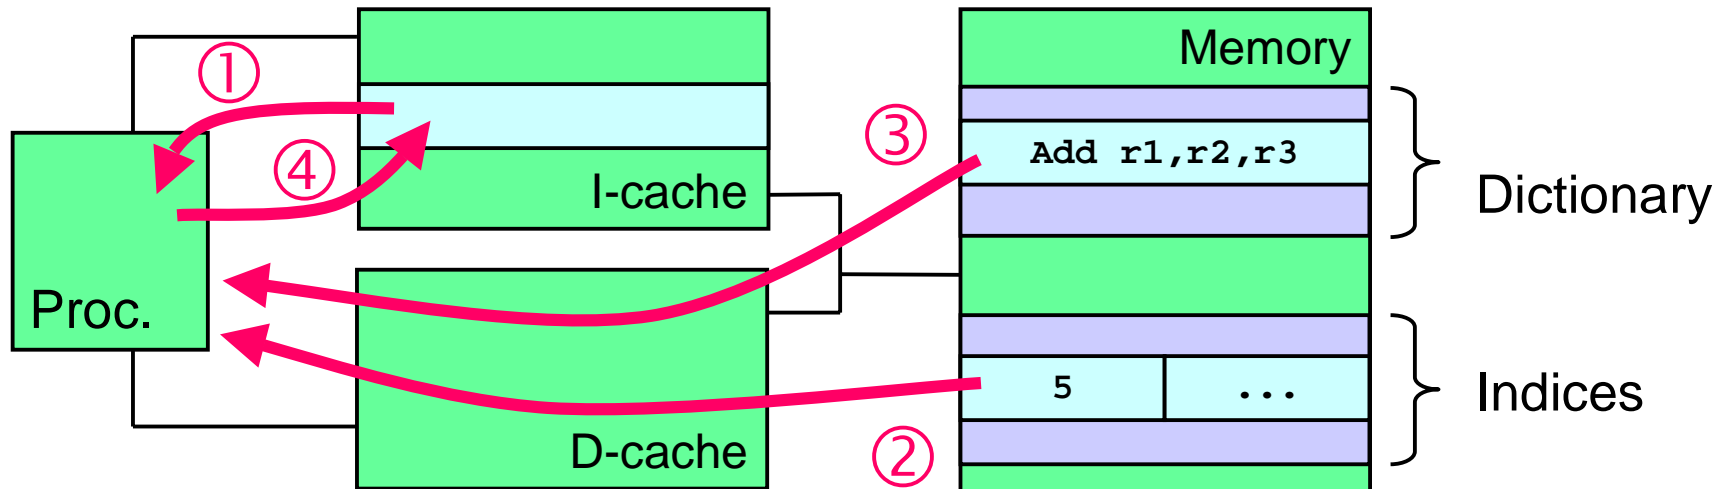 ①
④
Proc.
I-cache
D-cache
③
②
Memory
Add r1,r2,r3
5
...
Dictionary
Indices